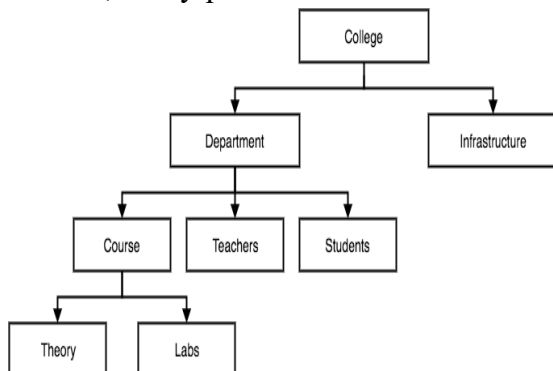 College
Department
Infrastructure
Course
Teachers
Students
Theory
Labs